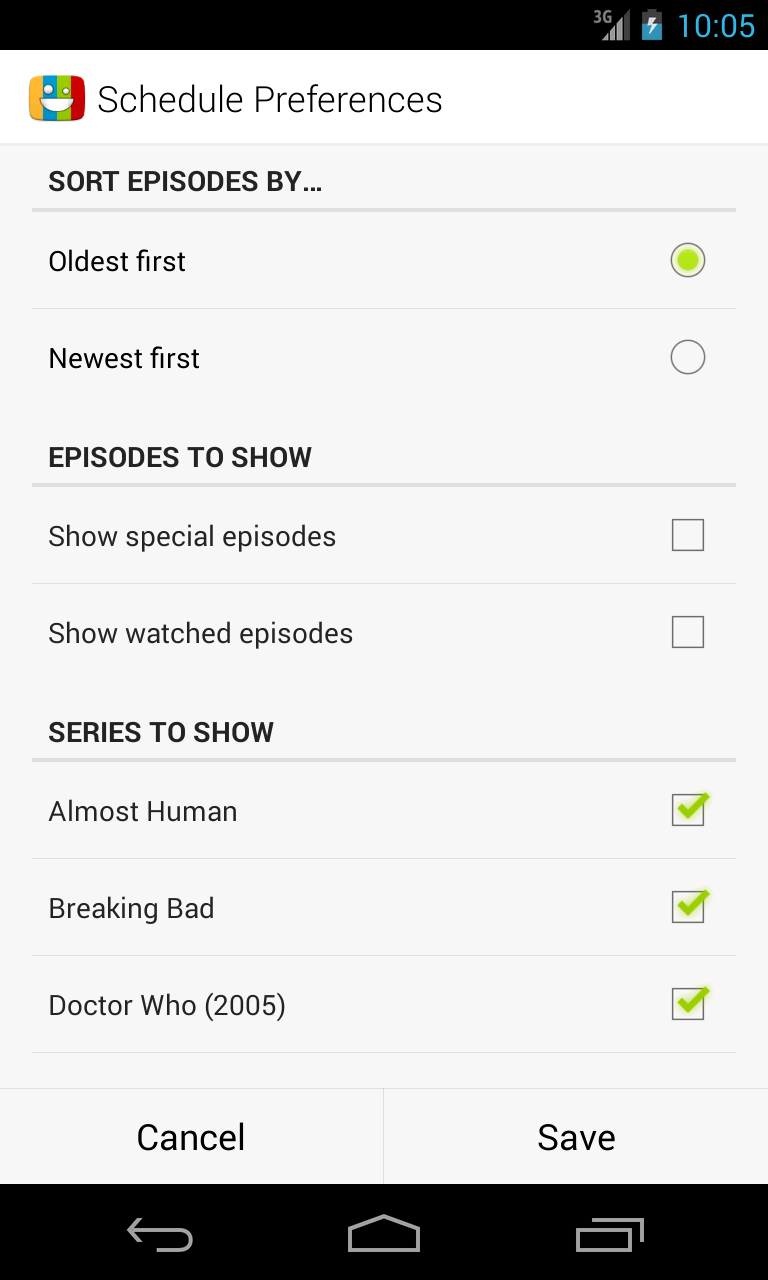 3G 10:05
Schedule Preferences
SORT EPISODES BY...
Oldest first
Newest first
EPISODES TO SHOW
Show special episodes
Show watched episodes
SERIES TO SHOW
Almost Human
Breaking Bad
Doctor Who (2005)
Cancel Save